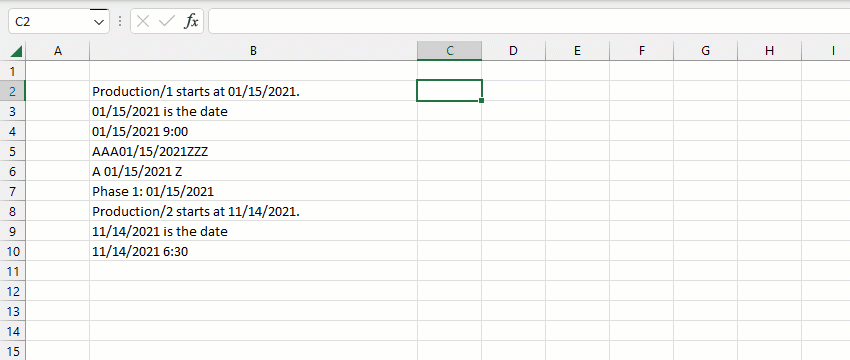 C2 fx
A B C D E F G H I
1
2 Production/1 starts at 01/15/2021.
3 01/15/2021 is the date
4 01/15/2021 9:00
5 AAA01/15/2021ZZZ
6 A 01/15/2021 Z
7 Phase 1: 01/15/2021
8 Production/2 starts at 11/14/2021.
9 11/14/2021 is the date
10 11/14/2021 6:30
11
12
13
14
15